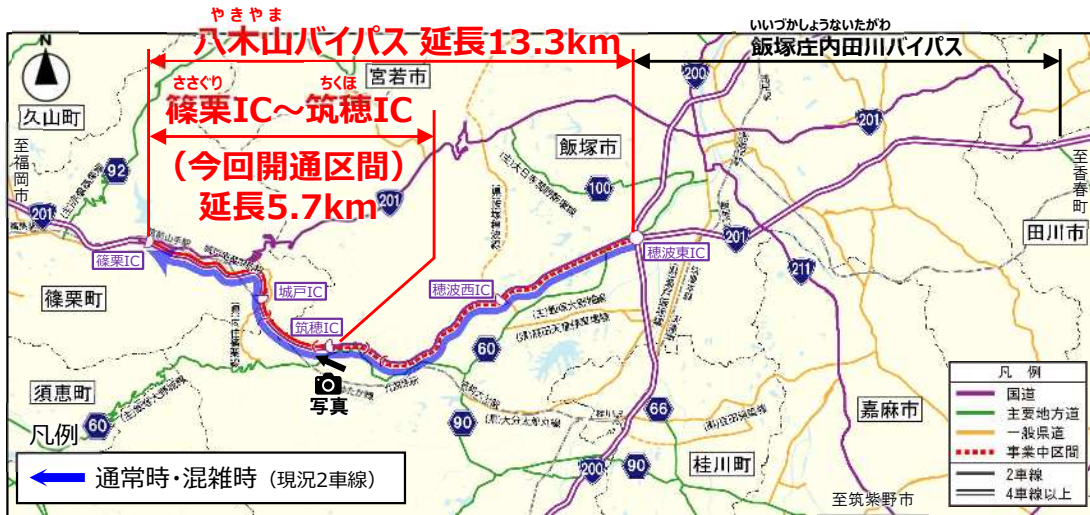 やきやま
八木山バイパス 延長13.3km
いいづかしょうないたがわ
飯塚庄内田川バイパス
N
久山町
宮若市
ささぐり
ちくほ
篠栗IC～筑穂IC
（今回開通区間）
延長5.7km
飯塚市
200
201
至福岡市
至香春町
92
100
201
201
201
211
田川市
篠栗IC
穂波東IC
篠栗町
城戸IC
穂波西IC
筑穂IC
60
写真
須恵町
60
90
66
200
90
嘉麻市
桂川町
至筑紫野市
凡例
通常時・混雑時（現況2車線）
凡 例
国道
主要地方道
一般県道
事業中区間
2車線
4車線以上